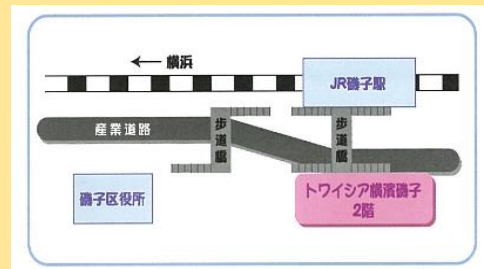 ← 横浜
JR磯子駅
産業道路
歩道橋
歩道橋
磯子区役所
トワイシア横濱磯子
2階